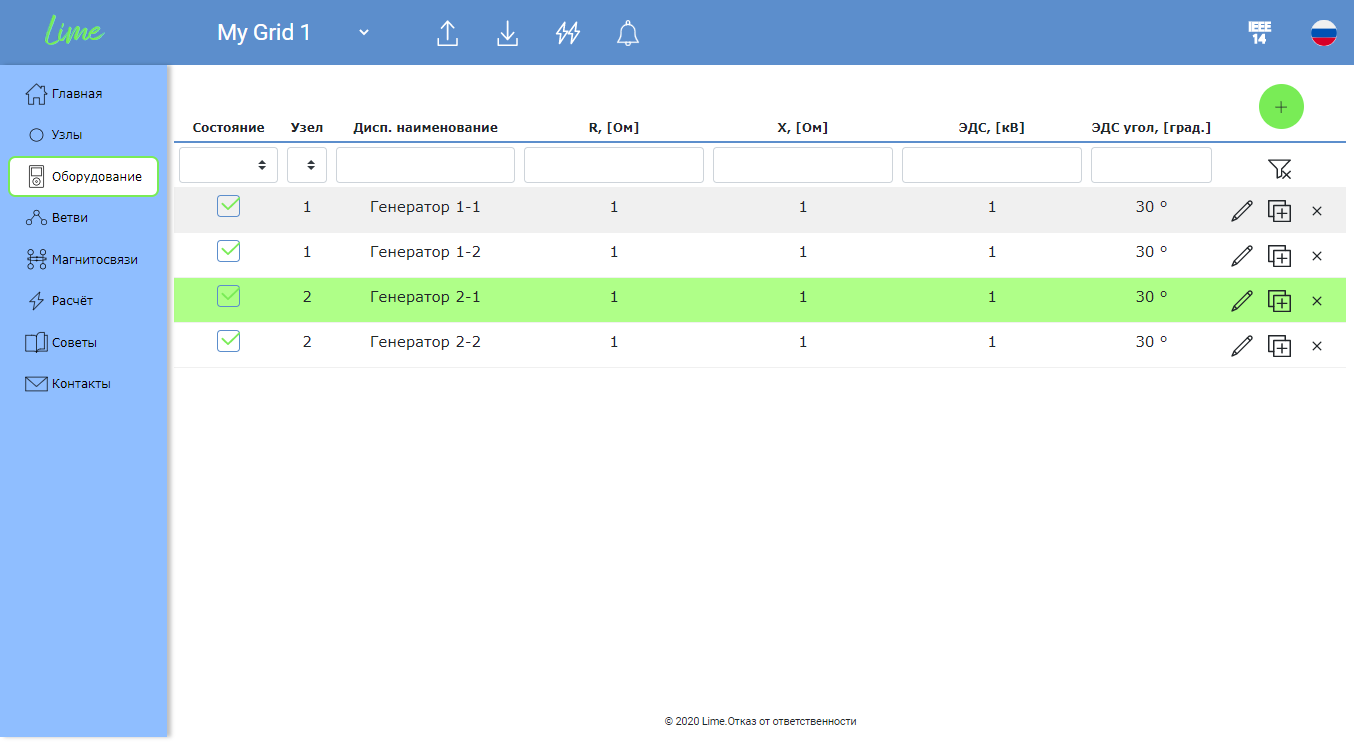 Lime
My Grid 1
IEEE
14
Главная
Узлы
Оборудование
Ветви
Магнитосвязи
Расчёт
Советы
Контакты
Состояние Узел Дисп. наименование R, [Ом] X, [Ом] ЭДС, [кВ] ЭДС угол, [град.]
1 Генератор 1-1 1 1 1 30 º
1 Генератор 1-2 1 1 1 30 º
2 Генератор 2-1 1 1 1 30 º
2 Генератор 2-2 1 1 1 30 º
© 2020 Lime.Отказ от ответственности